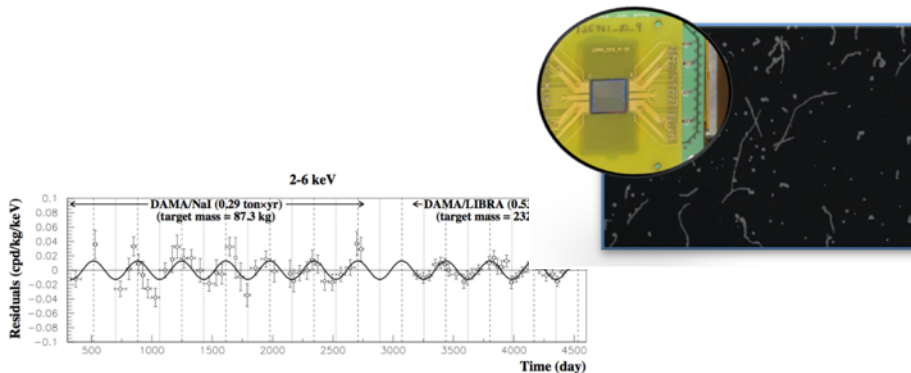 2-6 keV
DAMA/NaI (0.29 ton×yr)
(target mass = 87.3 kg)
DAMA/LIBRA (0.53
(target mass = 232
Residuals (cpd/kg/keV)
0.1
0.08
0.06
0.04
0.02
0
-0.02
-0.04
-0.06
-0.08
-0.1
500 1000 1500 2000 2500 3000 3500 4000 4500
Time (day)